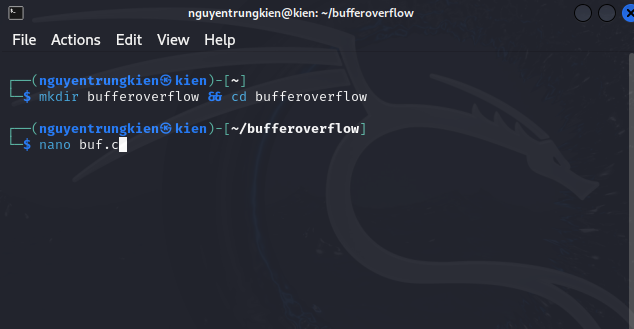 nguyentrungkien@kien: ~/bufferoverflow
File Actions Edit View Help
┌──(nguyentrungkien㉿kien)-[~]
└─$ mkdir bufferoverflow && cd bufferoverflow
┌──(nguyentrungkien㉿kien)-[~/bufferoverflow]
└─$ nano buf.c